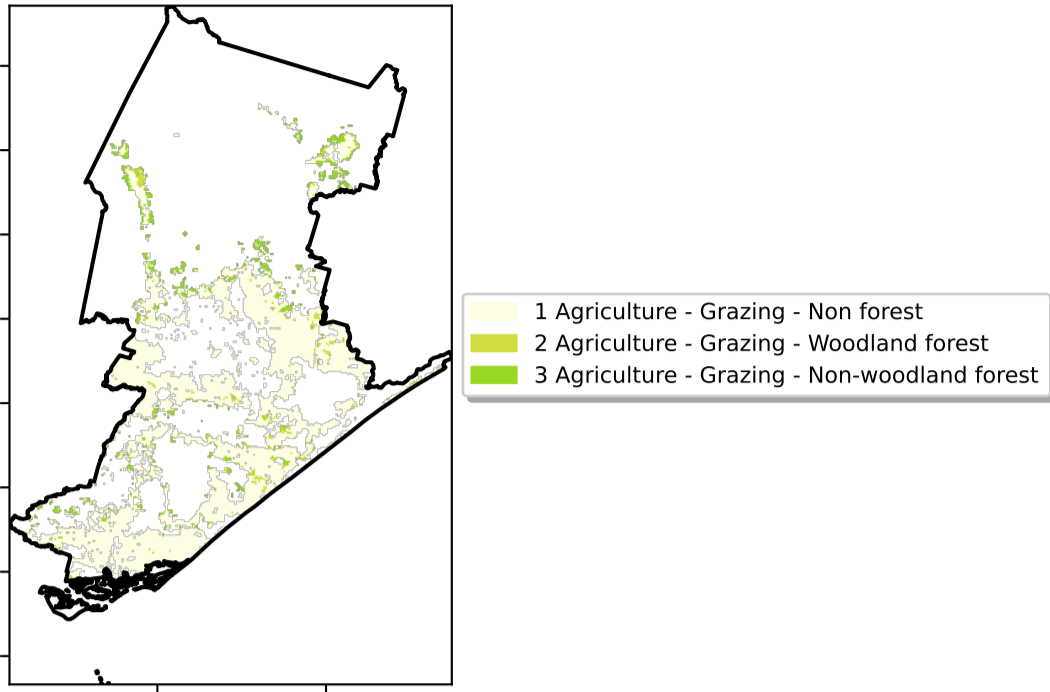 1 Agriculture - Grazing - Non forest
2 Agriculture - Grazing - Woodland forest
3 Agriculture - Grazing - Non-woodland forest